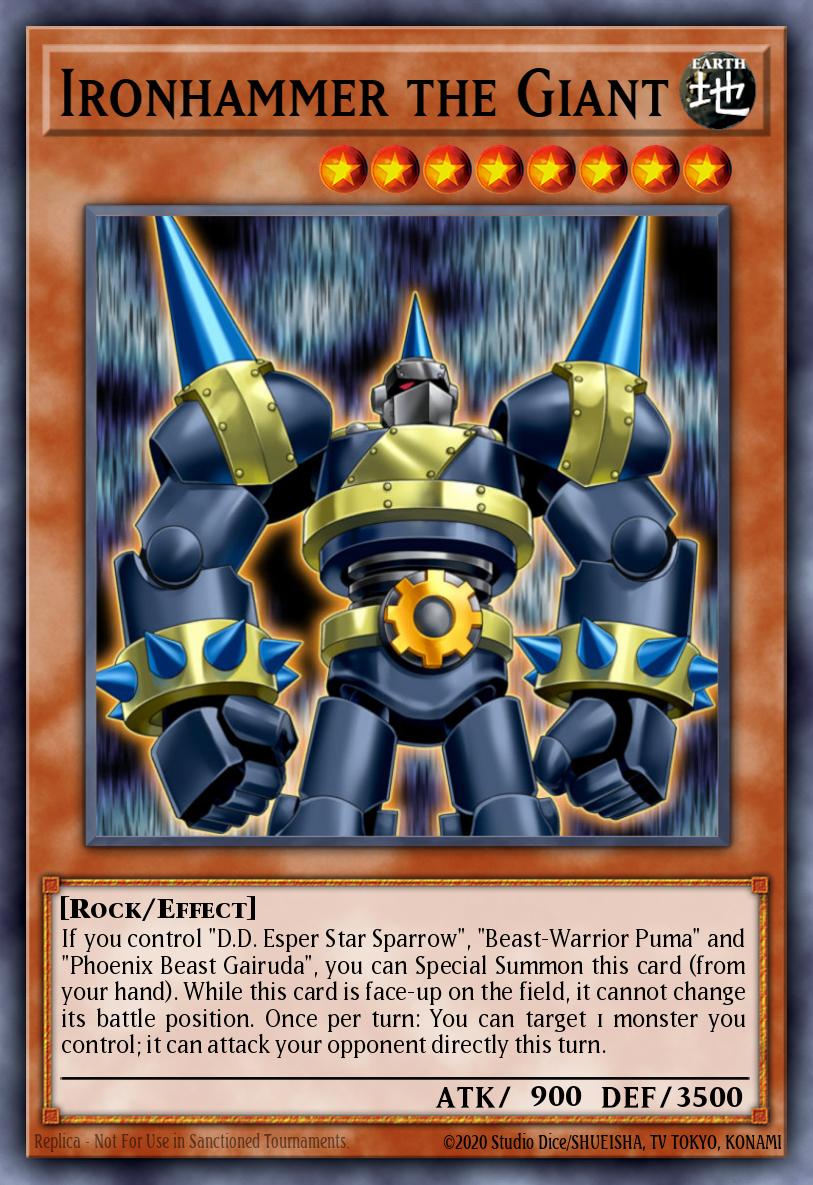 Ironhammer the Giant
EARTH
地
[Rock/Effect]
If you control "D.D. Esper Star Sparrow", "Beast-Warrior Puma" and
"Phoenix Beast Gairuda", you can Special Summon this card (from
your hand). While this card is face-up on the field, it cannot change
its battle position. Once per turn: You can target 1 monster you
control; it can attack your opponent directly this turn.
ATK/ 900 DEF/3500
Replica - Not For Use in Sanctioned Tournaments.
©2020 Studio Dice/SHUEISHA, TV TOKYO, KONAMI